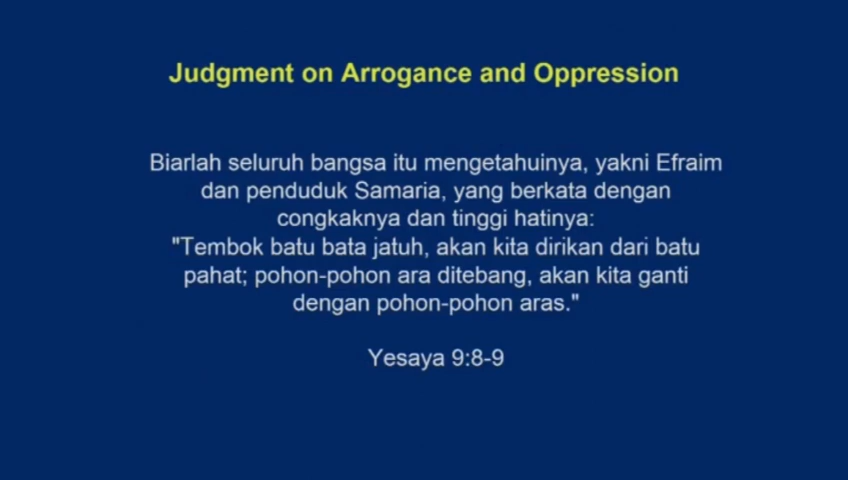 Judgment on Arrogance and Oppression
Biarlah seluruh bangsa itu mengetahuinya, yakni Efraim
dan penduduk Samaria, yang berkata dengan
congkaknya dan tinggi hatinya:
"Tembok batu bata jatuh, akan kita dirikan dari batu
pahat; pohon-pohon ara ditebang, akan kita ganti
dengan pohon-pohon aras."
Yesaya 9:8-9